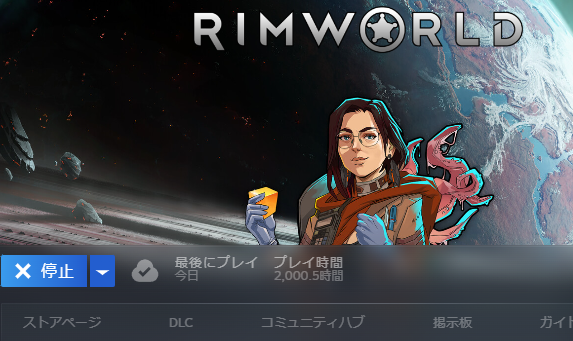 RIMWORLD
停止
最後にプレイ
今日
プレイ時間
2,000.5時間
ストアページ
DLC
コミュニティハブ
掲示板
ガイド